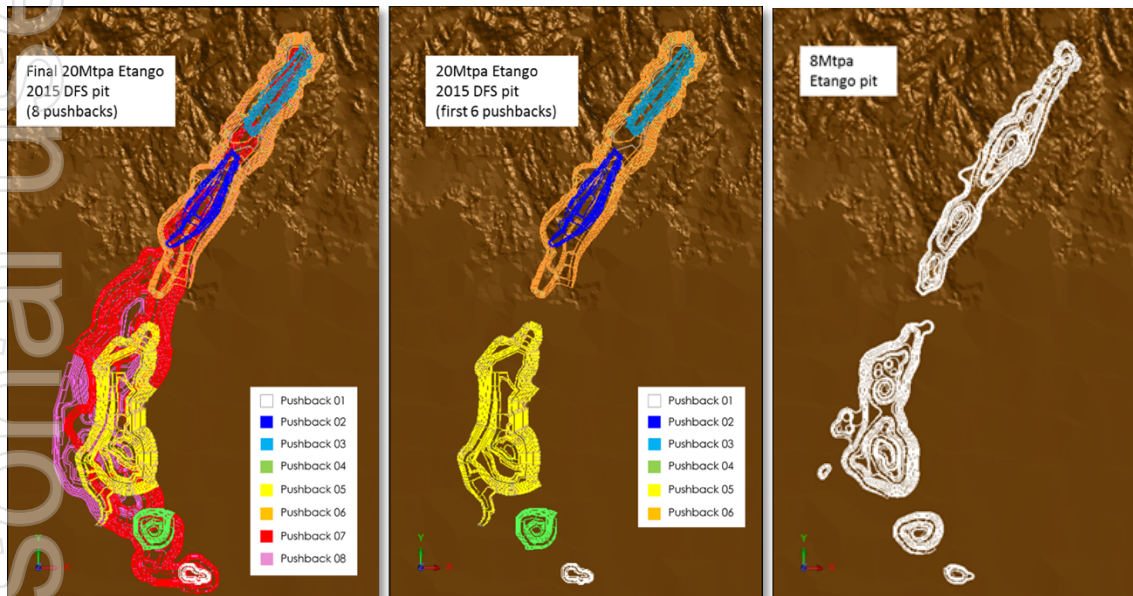 sonal use
Final 20Mtpa Etango
2015 DFS pit
(8 pushbacks)
Pushback 01
Pushback 02
Pushback 03
Pushback 04
Pushback 05
Pushback 06
Pushback 07
Pushback 08
Y
X
20Mtpa Etango
2015 DFS pit
(first 6 pushbacks)
Pushback 01
Pushback 02
Pushback 03
Pushback 04
Pushback 05
Pushback 06
Y
X
8Mtpa
Etango pit
Y
X